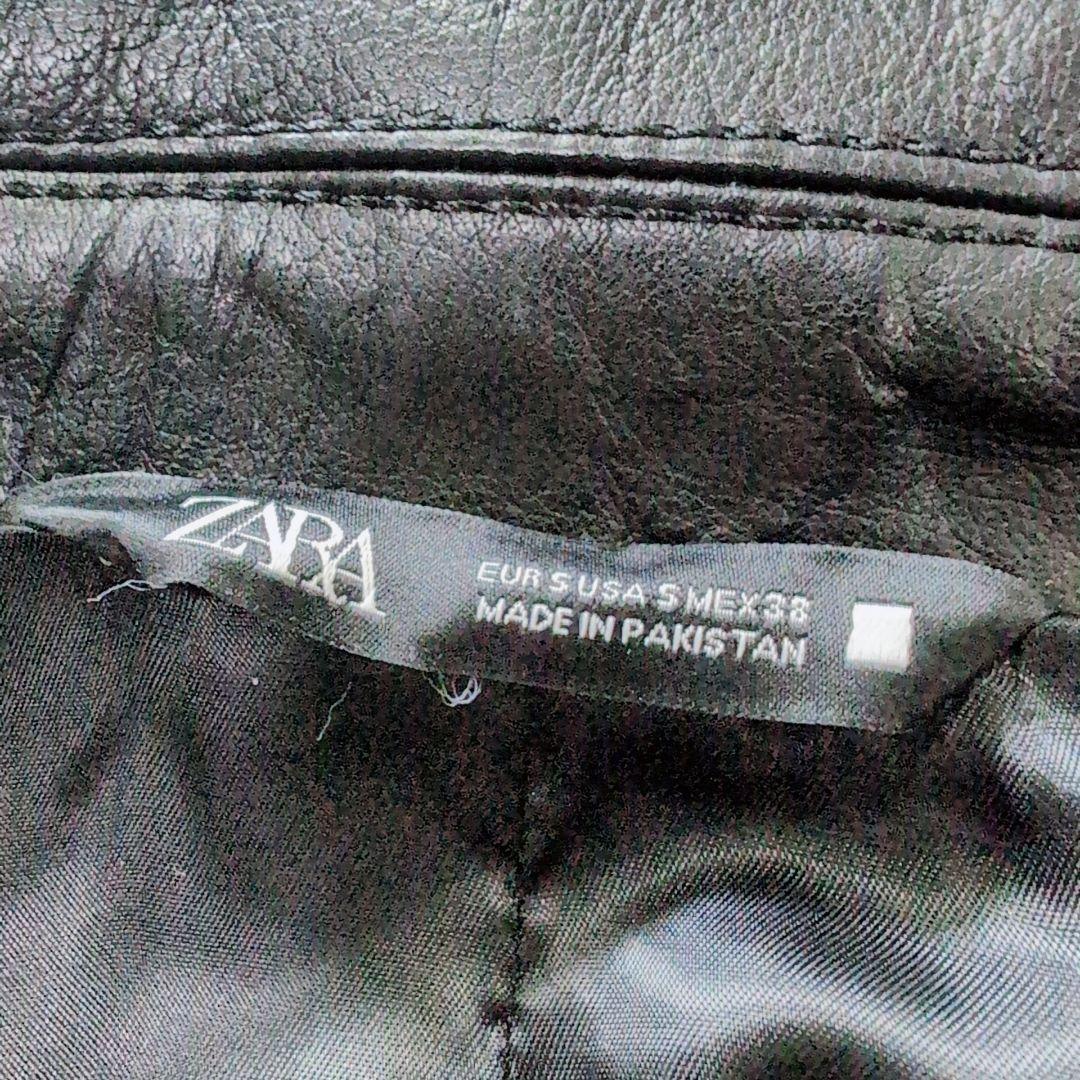 ZARA
EUR S USA S MEX 38
MADE IN PAKISTAN